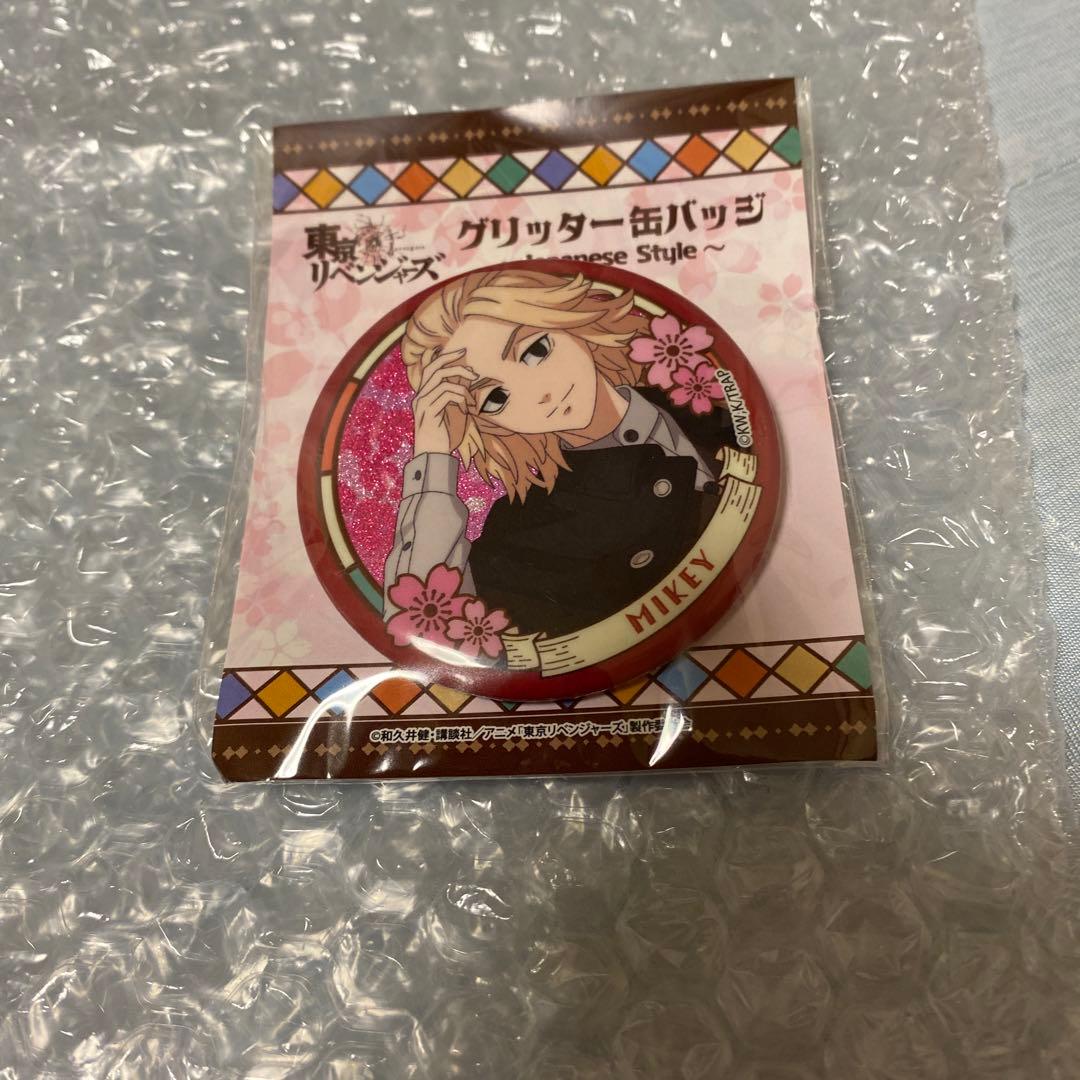 東京
リベンジャーズ
グリッター缶バッジ
Style～
©KW,K/TRAP
MIKEY
©和久井健・講談社／アニメ「東京リベンジャーズ」製作委員会